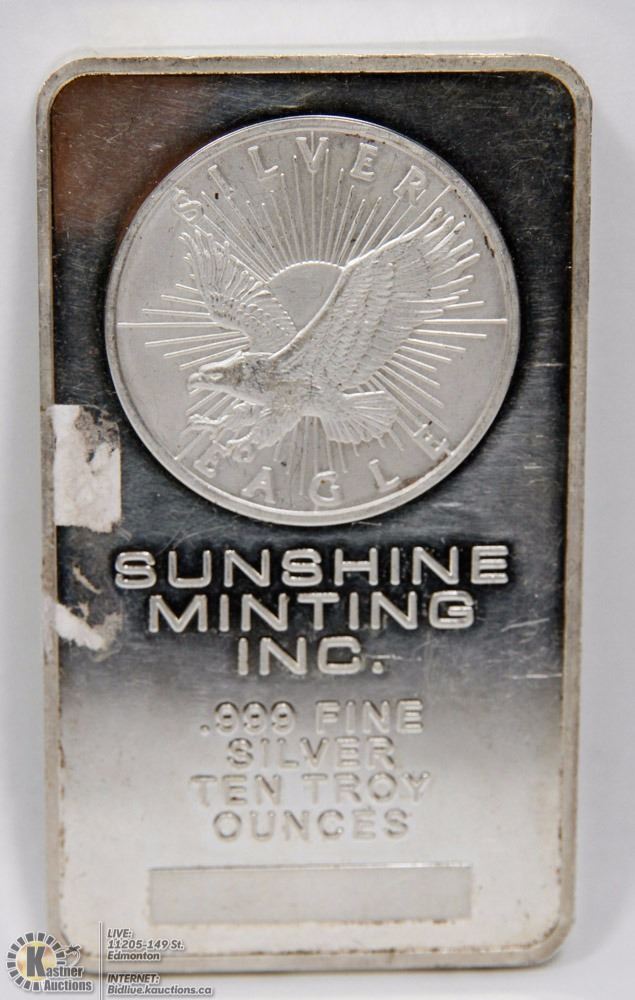 SILVER
EAGLE
SUNSHINE
MINTING
INC.
.999 FINE
SILVER
TEN TROY
OUNCES
LIVE:
11205-149 St.
Edmonton
Kastner
Auctions
INTERNET:
Bidlive.kauctions.ca